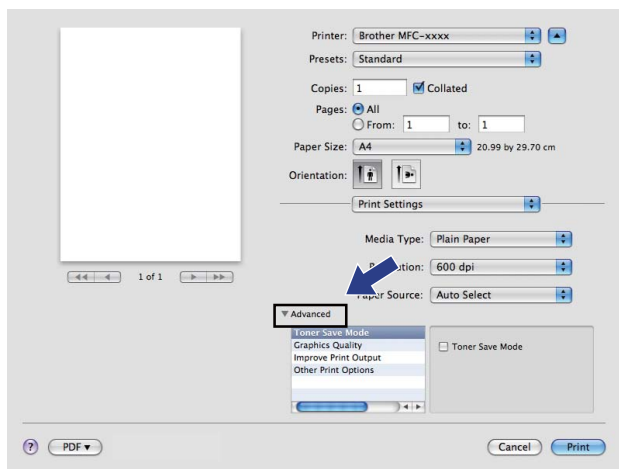 Printer: Brother MFC-xxxx
Presets: Standard
Copies: 1 Collated
Pages: All
From: 1 to: 1
Paper Size: A4 20.99 by 29.70 cm
Orientation:
Print Settings
Media Type: Plain Paper
600 dpi
Paper Source: Auto Select
1 of 1
Advanced
Toner Save Mode
Graphics Quality
Improve Print Output
Other Print Options
Toner Save Mode
? PDF
Cancel Print